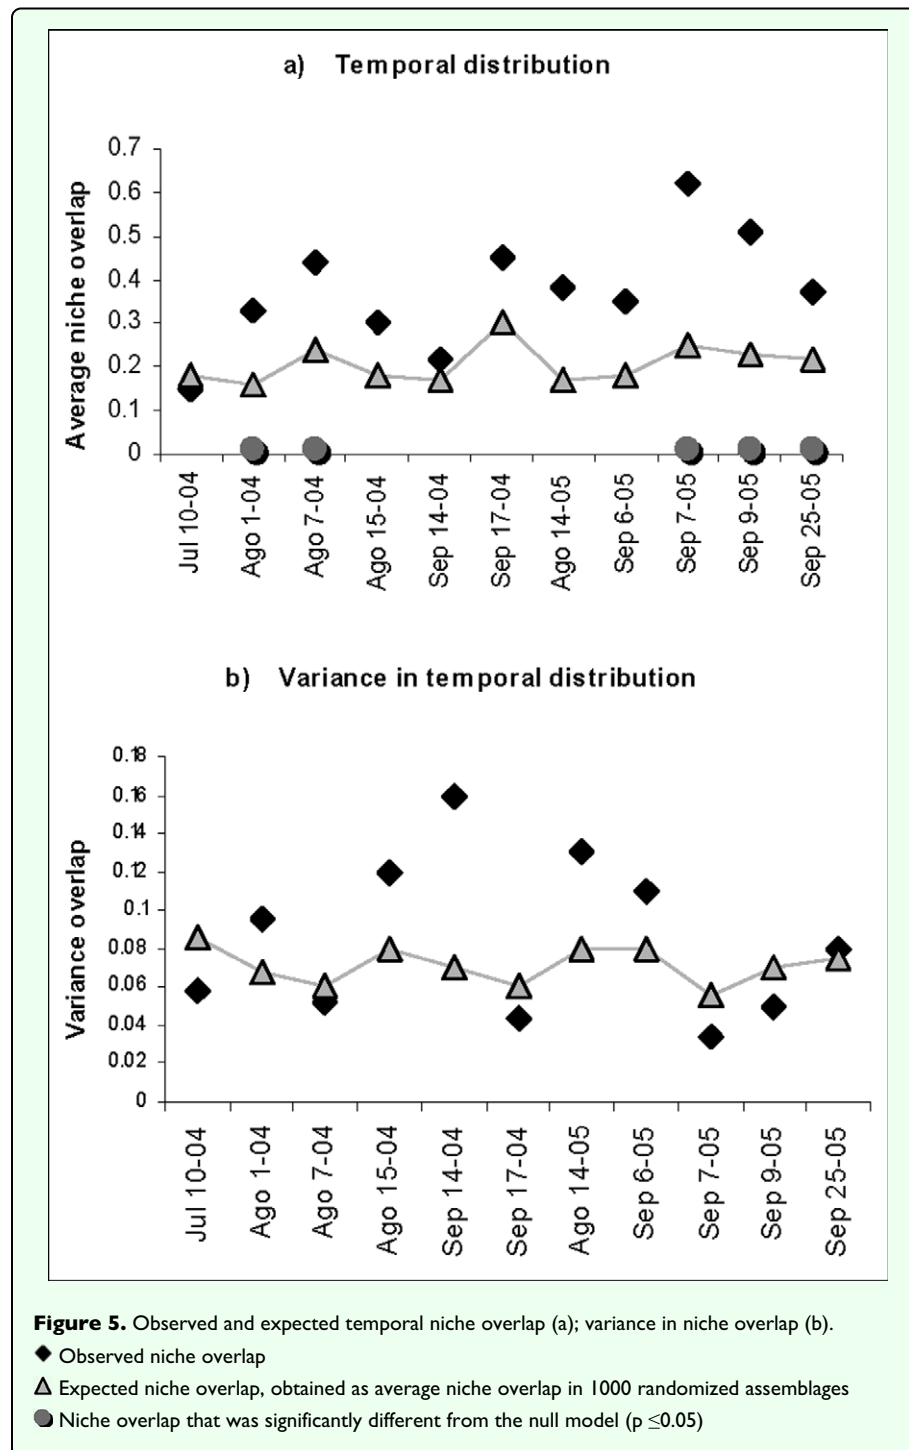 a) Temporal distribution
Average niche overlap
0.7
0.6
0.5
0.4
0.3
0.2
0.1
0
Jul 10-04
Ago 1-04
Ago 7-04
Ago 15-04
Sep 14-04
Sep 17-04
Ago 14-05
Sep 6-05
Sep 7-05
Sep 9-05
Sep 25-05
b) Variance in temporal distribution
Variance overlap
0.18
0.16
0.14
0.12
0.1
0.08
0.06
0.04
0.02
0
Jul 10-04
Ago 1-04
Ago 7-04
Ago 15-04
Sep 14-04
Sep 17-04
Ago 14-05
Sep 6-05
Sep 7-05
Sep 9-05
Sep 25-05
Figure 5. Observed and expected temporal niche overlap (a); variance in niche overlap (b).
Observed niche overlap
Expected niche overlap, obtained as average niche overlap in 1000 randomized assemblages
Niche overlap that was significantly different from the null model (p ≤0.05)